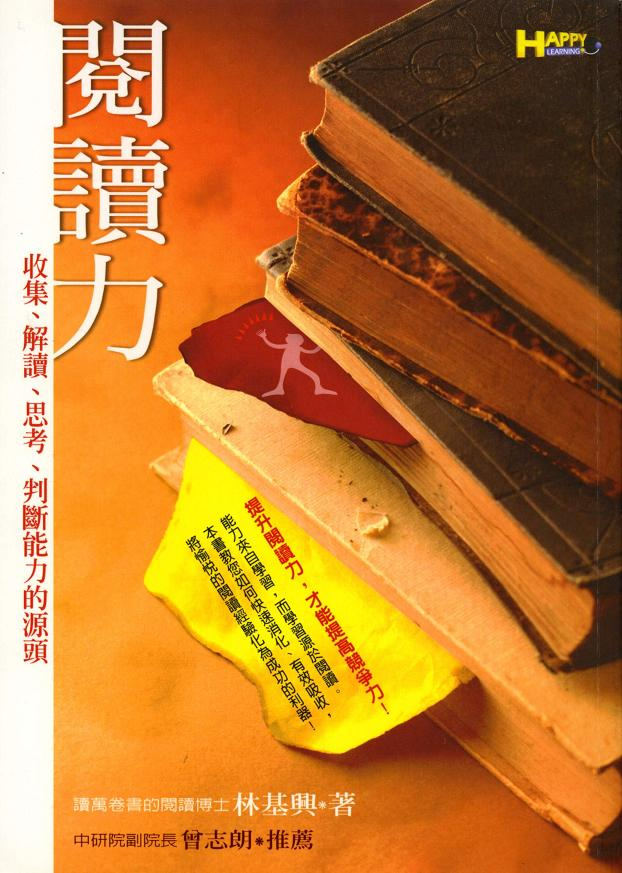 HAPPY
LEARNING
閱讀力
收集、解讀、思考、判斷能力的源頭
提升閱讀力，才能提高競爭力！
能力來自學習，而學習源於閱讀。
本書教您如何快速消化、有效吸收，
將愉悅的閱讀經驗化為成功的利器！
讀萬卷書的閱讀博士 林基興＊著
中研院副院長 曾志朗＊推薦